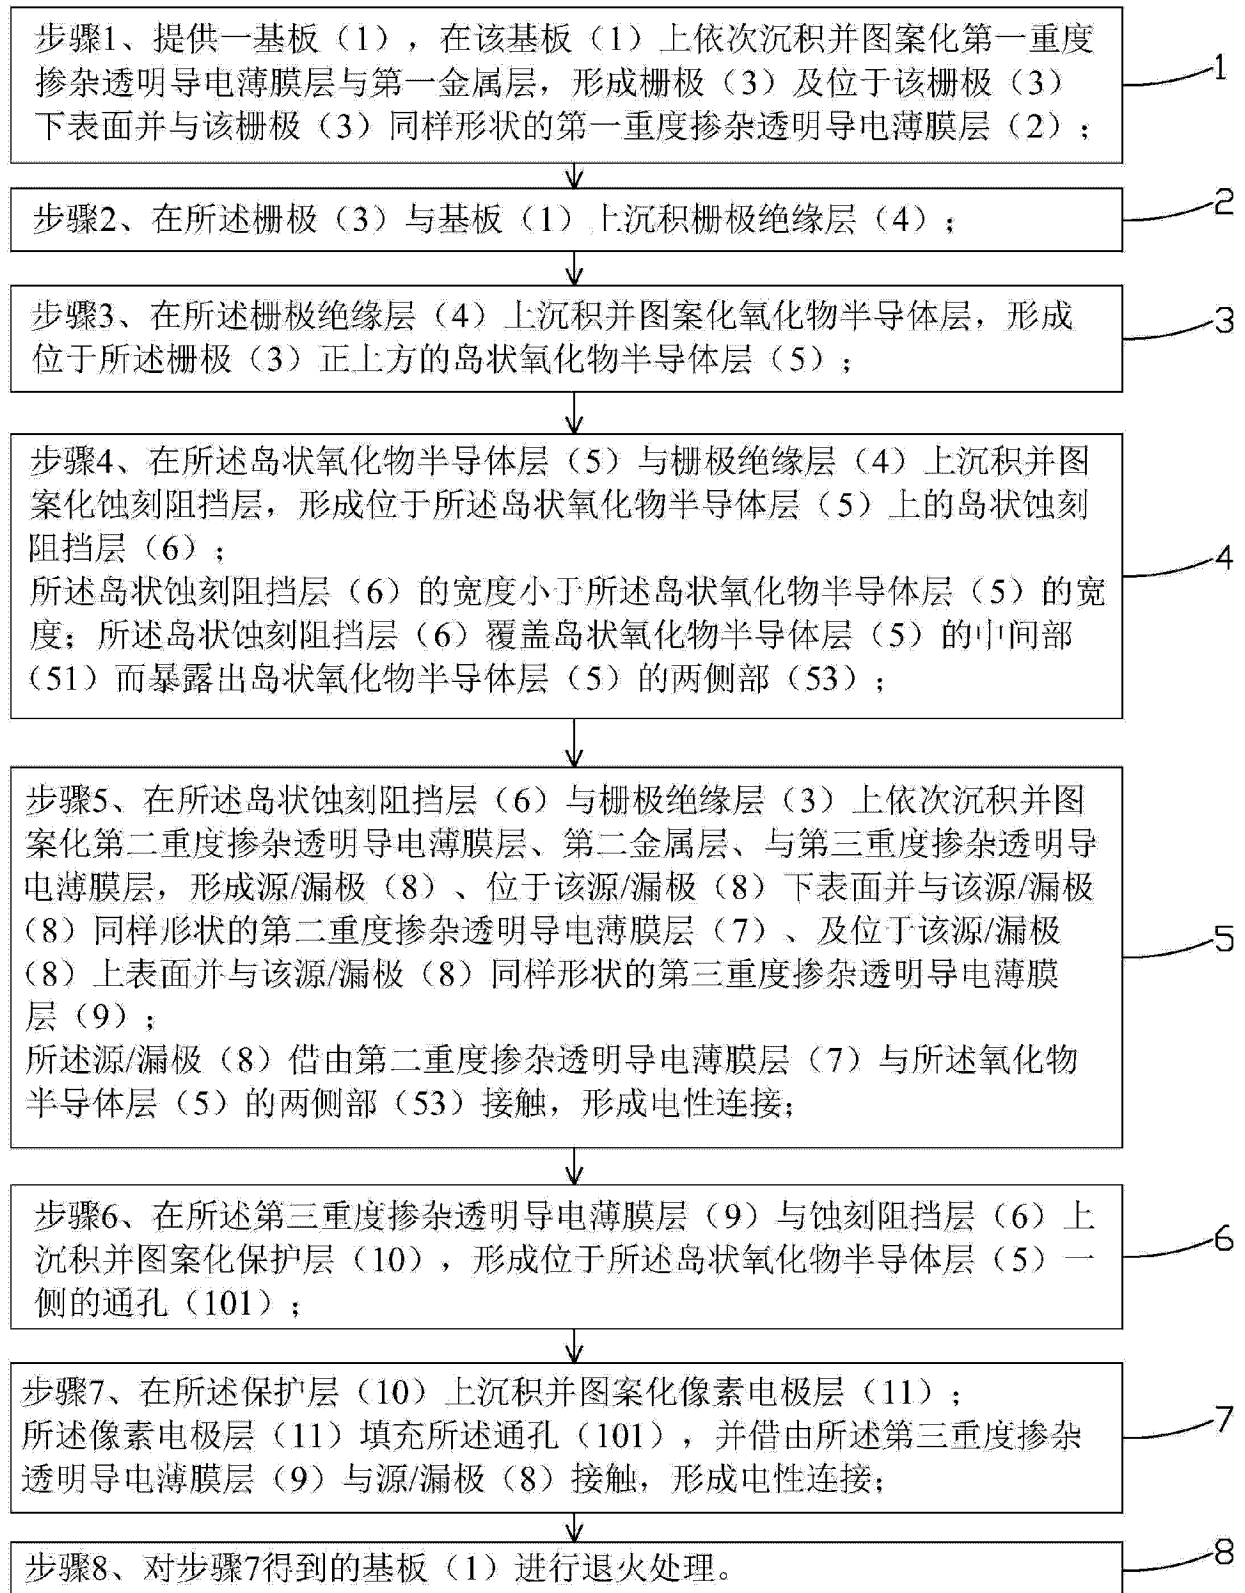 步骤1、提供一基板（1），在该基板（1）上依次沉积并图案化第一重度
掺杂透明导电薄膜层与第一金属层，形成栅极（3）及位于该栅极（3）
下表面并与该栅极（3）同样形状的第一重度掺杂透明导电薄膜层（2）；
1
步骤2、在所述栅极（3）与基板（1）上沉积栅极绝缘层（4）；
2
步骤3、在所述栅极绝缘层（4）上沉积并图案化氧化物半导体层，形成
位于所述栅极（3）正上方的岛状氧化物半导体层（5）；
3
步骤4、在所述岛状氧化物半导体层（5）与栅极绝缘层（4）上沉积并图
案化蚀刻阻挡层，形成位于所述岛状氧化物半导体层（5）上的岛状蚀刻
阻挡层（6）；
所述岛状蚀刻阻挡层（6）的宽度小于所述岛状氧化物半导体层（5）的宽
度；所述岛状蚀刻阻挡层（6）覆盖岛状氧化物半导体层（5）的中间部
（51）而暴露出岛状氧化物半导体层（5）的两侧部（53）；
4
步骤5、在所述岛状蚀刻阻挡层（6）与栅极绝缘层（3）上依次沉积并图
案化第二重度掺杂透明导电薄膜层、第二金属层、与第三重度掺杂透明导
电薄膜层，形成源/漏极（8）、位于该源/漏极（8）下表面并与该源/漏极
（8）同样形状的第二重度掺杂透明导电薄膜层（7）、及位于该源/漏极
（8）上表面并与该源/漏极（8）同样形状的第三重度掺杂透明导电薄膜
层（9）；
所述源/漏极（8）借由第二重度掺杂透明导电薄膜层（7）与所述氧化物
半导体层（5）的两侧部（53）接触，形成电性连接；
5
步骤6、在所述第三重度掺杂透明导电薄膜层（9）与蚀刻阻挡层（6）上
沉积并图案化保护层（10），形成位于所述岛状氧化物半导体层（5）一
侧的通孔（101）；
6
步骤7、在所述保护层（10）上沉积并图案化像素电极层（11）；
所述像素电极层（11）填充所述通孔（101），并借由所述第三重度掺杂
透明导电薄膜层（9）与源/漏极（8）接触，形成电性连接；
7
步骤8、对步骤7得到的基板（1）进行退火处理。
8